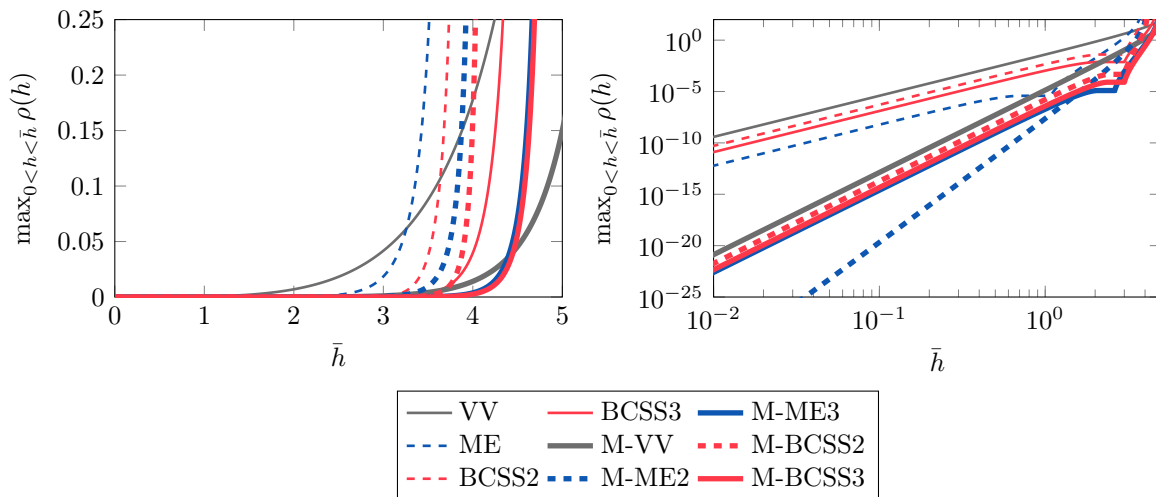 max_{0<h<h̄} ρ(h)
0.25
0.2
0.15
0.1
0.05
0
0 1 2 3 4 5
h̄
max_{0<h<h̄} ρ(h)
10^0
10^{−5}
10^{−10}
10^{−15}
10^{−20}
10^{−25}
10^{−2} 10^{−1} 10^0
h̄
VV BCSS3 M-ME3
ME M-VV M-BCSS2
BCSS2 M-ME2 M-BCSS3